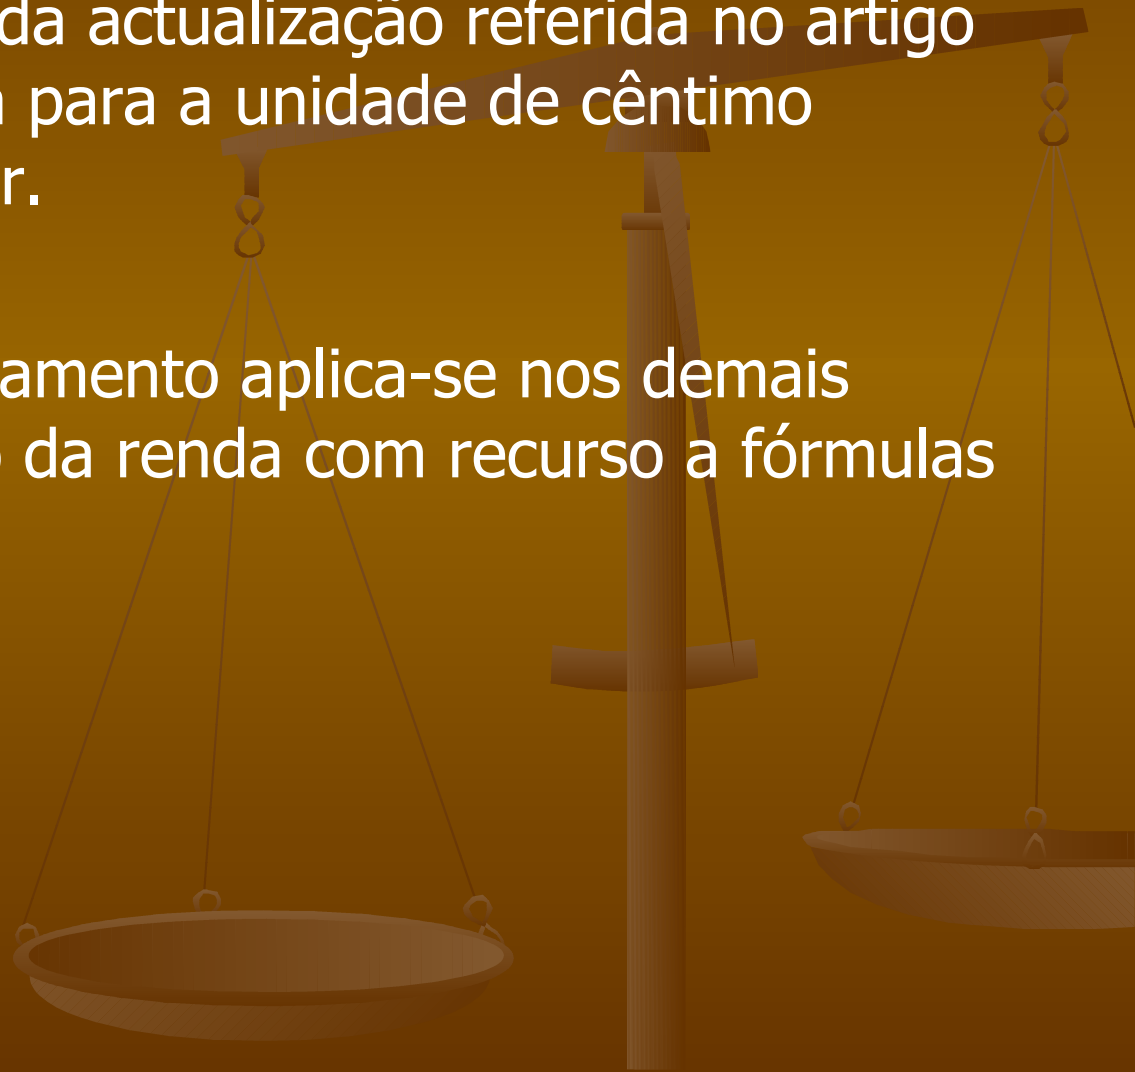 da actualização referida no artigo
para a unidade de cêntimo
r.
amento aplica-se nos demais
da renda com recurso a fórmulas